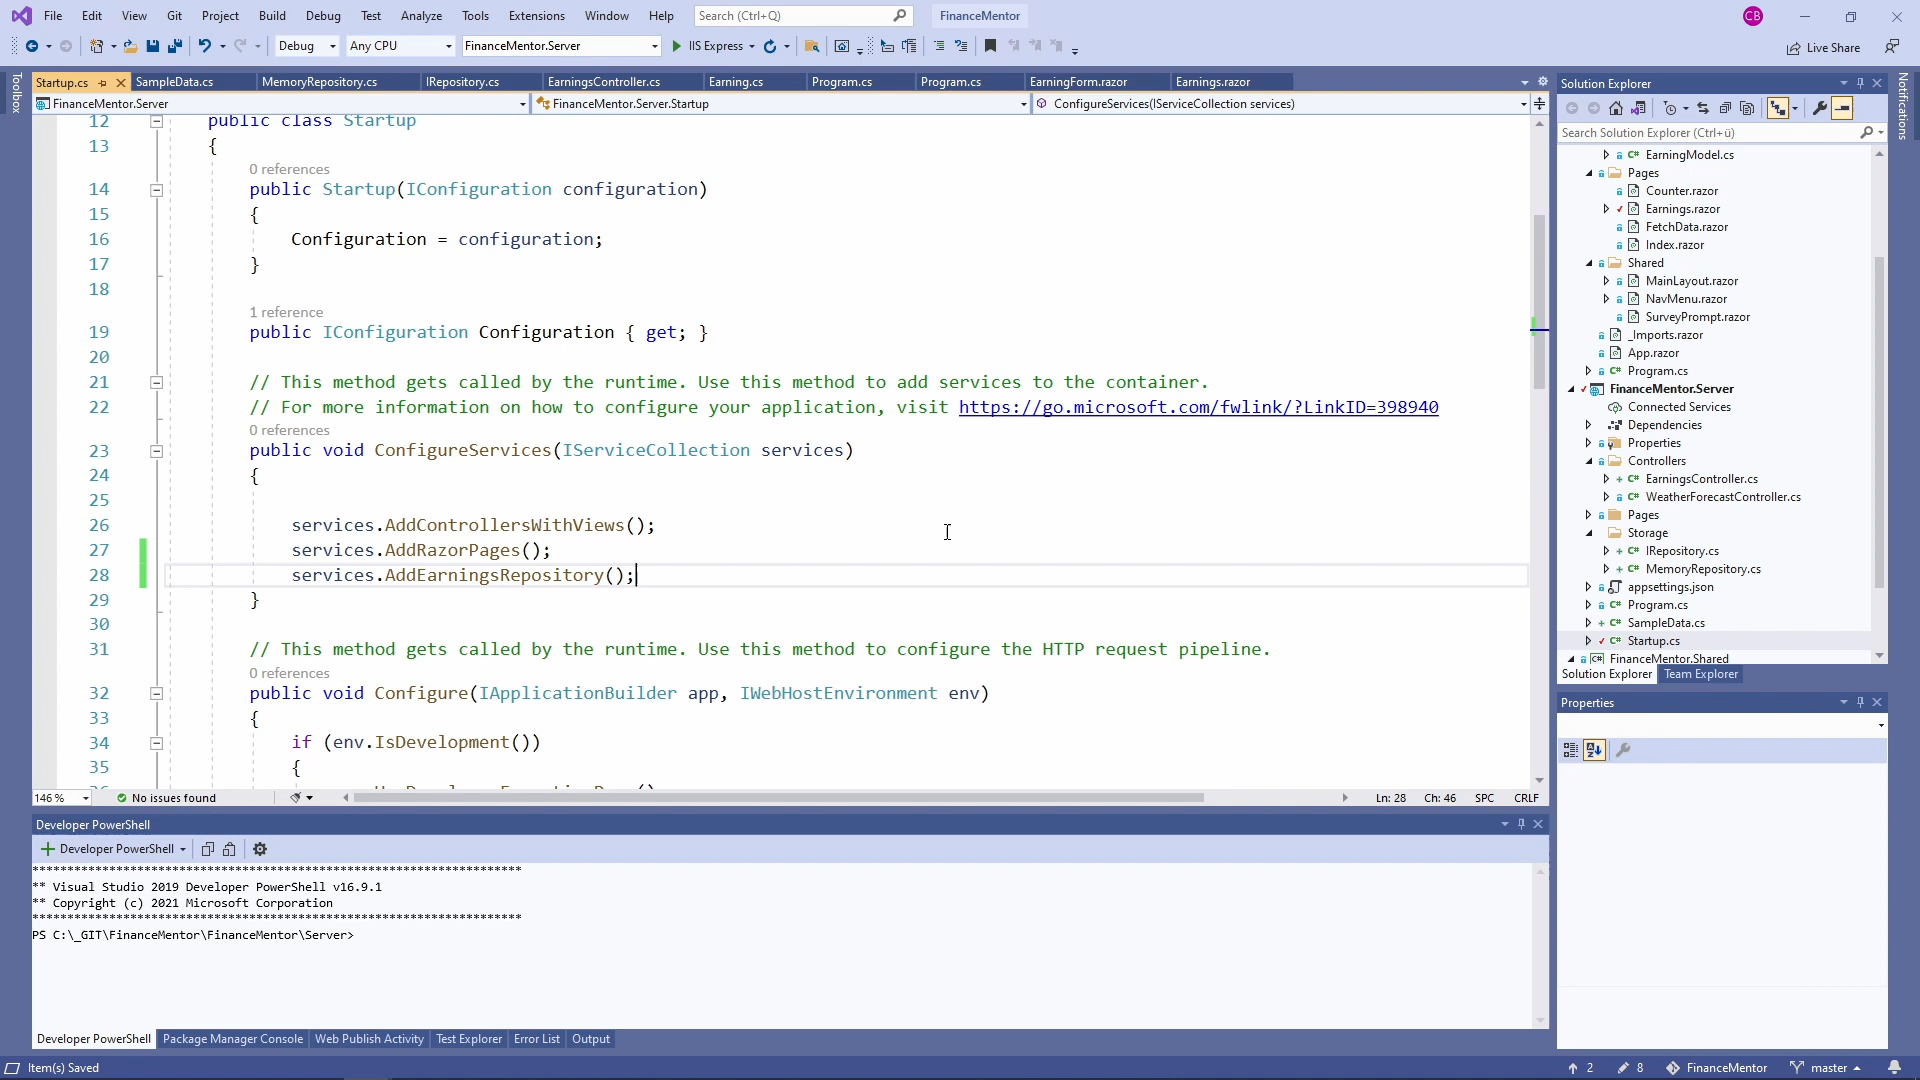 File Edit View Git Project Build Debug Test Analyze Tools Extensions Window Help Search (Ctrl+Q) FinanceMentor CB
Debug Any CPU FinanceMentor.Server IIS Express Live Share
Toolbox
Startup.cs SampleData.cs MemoryRepository.cs IRepository.cs EarningsController.cs Earning.cs Program.cs Program.cs EarningForm.razor Earnings.razor
FinanceMentor.Server FinanceMentor.Server.Startup ConfigureServices(IServiceCollection services)
12 public class Startup
13 {
0 references
14 public Startup(IConfiguration configuration)
15 {
16 Configuration = configuration;
17 }
18
1 reference
19 public IConfiguration Configuration { get; }
20
21 // This method gets called by the runtime. Use this method to add services to the container.
22 // For more information on how to configure your application, visit https://go.microsoft.com/fwlink/?LinkID=398940
0 references
23 public void ConfigureServices(IServiceCollection services)
24 {
25
26 services.AddControllersWithViews();
27 services.AddRazorPages();
28 services.AddEarningsRepository();
29 }
30
31 // This method gets called by the runtime. Use this method to configure the HTTP request pipeline.
0 references
32 public void Configure(IApplicationBuilder app, IWebHostEnvironment env)
33 {
34 if (env.IsDevelopment())
35 {
146 % No issues found Ln: 28 Ch: 46 SPC CRLF
Developer PowerShell
Developer PowerShell
**********************************************************************
** Visual Studio 2019 Developer PowerShell v16.9.1
** Copyright (c) 2021 Microsoft Corporation
**********************************************************************
PS C:\_GIT\FinanceMentor\FinanceMentor\Server>
Developer PowerShell Package Manager Console Web Publish Activity Test Explorer Error List Output
Solution Explorer
Search Solution Explorer (Ctrl+ü)
C# EarningModel.cs
Pages
Counter.razor
Earnings.razor
FetchData.razor
Index.razor
Shared
MainLayout.razor
NavMenu.razor
SurveyPrompt.razor
_Imports.razor
App.razor
C# Program.cs
FinanceMentor.Server
Connected Services
Dependencies
Properties
Controllers
C# EarningsController.cs
C# WeatherForecastController.cs
Pages
Storage
C# IRepository.cs
C# MemoryRepository.cs
appsettings.json
C# Program.cs
C# SampleData.cs
C# Startup.cs
C# FinanceMentor.Shared
Solution Explorer Team Explorer
Properties
Notifications
Item(s) Saved 2 8 FinanceMentor master